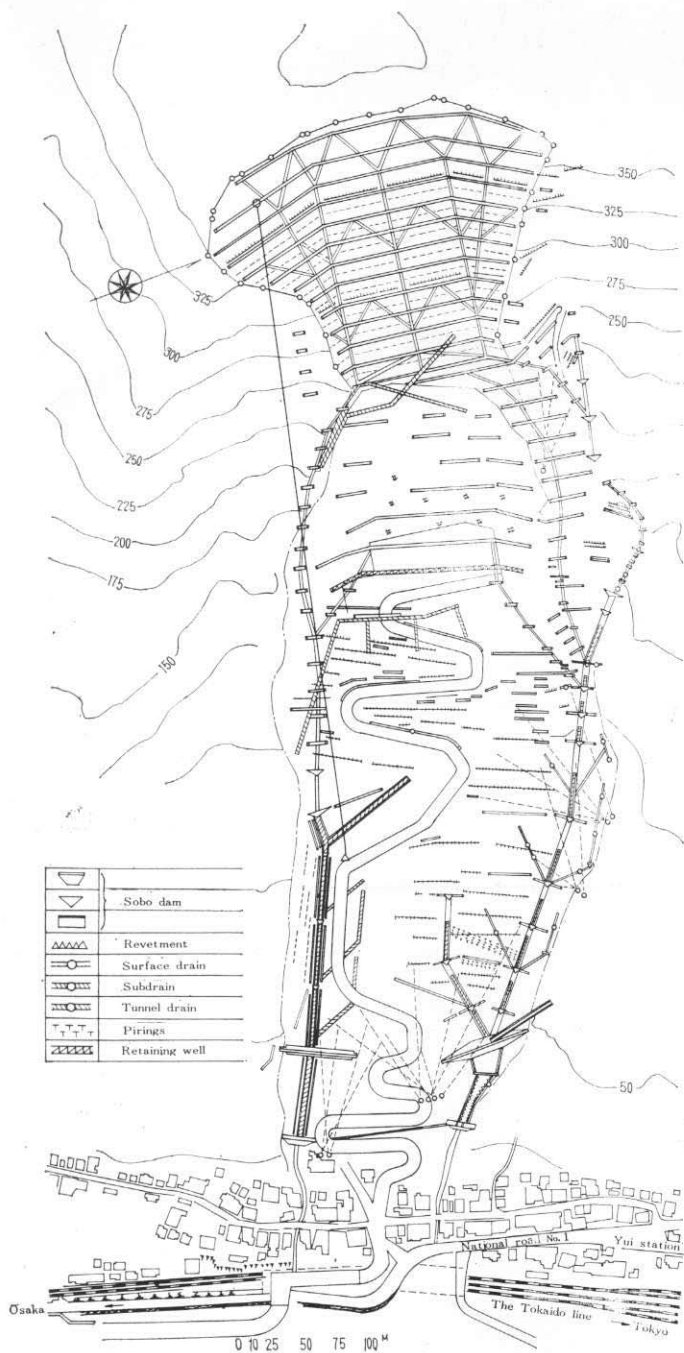 350
325
300
275
250
325
300
275
250
225
200
175
150
Sobo dam
Revetment
Surface drain
Subdrain
Tunnel drain
Pirings
Retaining well
50
National road No. 1
Yui station
Ōsaka
The Tokaido line
Tokyo
0 10 25 50 75 100 M